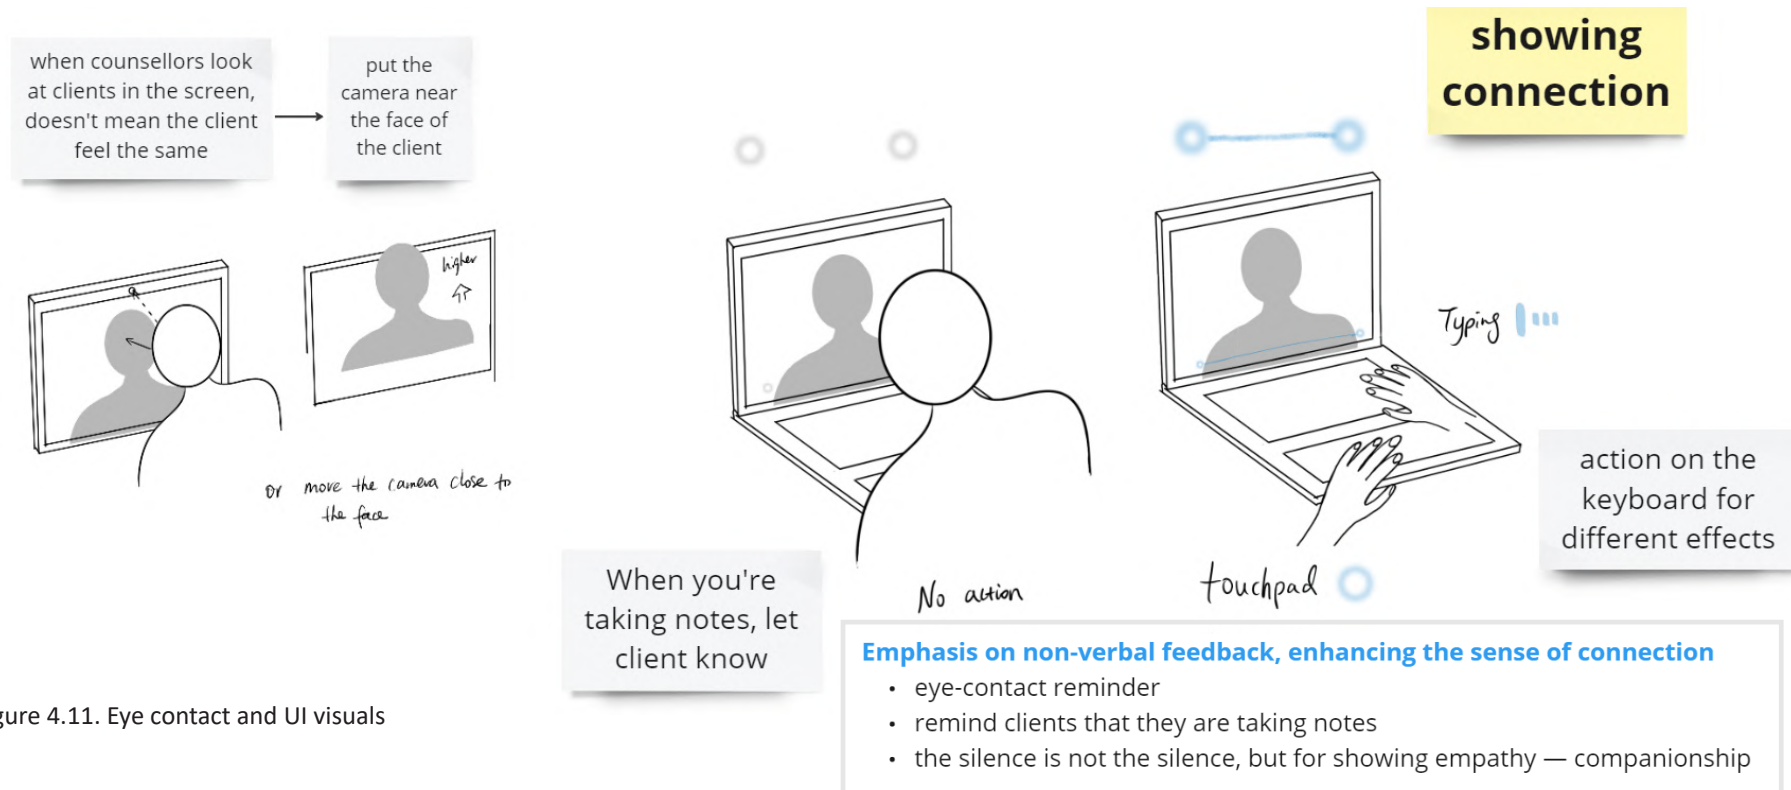 when counsellors look
at clients in the screen,
doesn't mean the client
feel the same
put the
camera near
the face of
the client
showing
connection
higher
or move the camera close to
the face
Typing
No action
touchpad
action on the
keyboard for
different effects
When you're
taking notes, let
client know
Emphasis on non-verbal feedback, enhancing the sense of connection
• eye-contact reminder
• remind clients that they are taking notes
• the silence is not the silence, but for showing empathy — companionship
gure 4.11. Eye contact and UI visuals